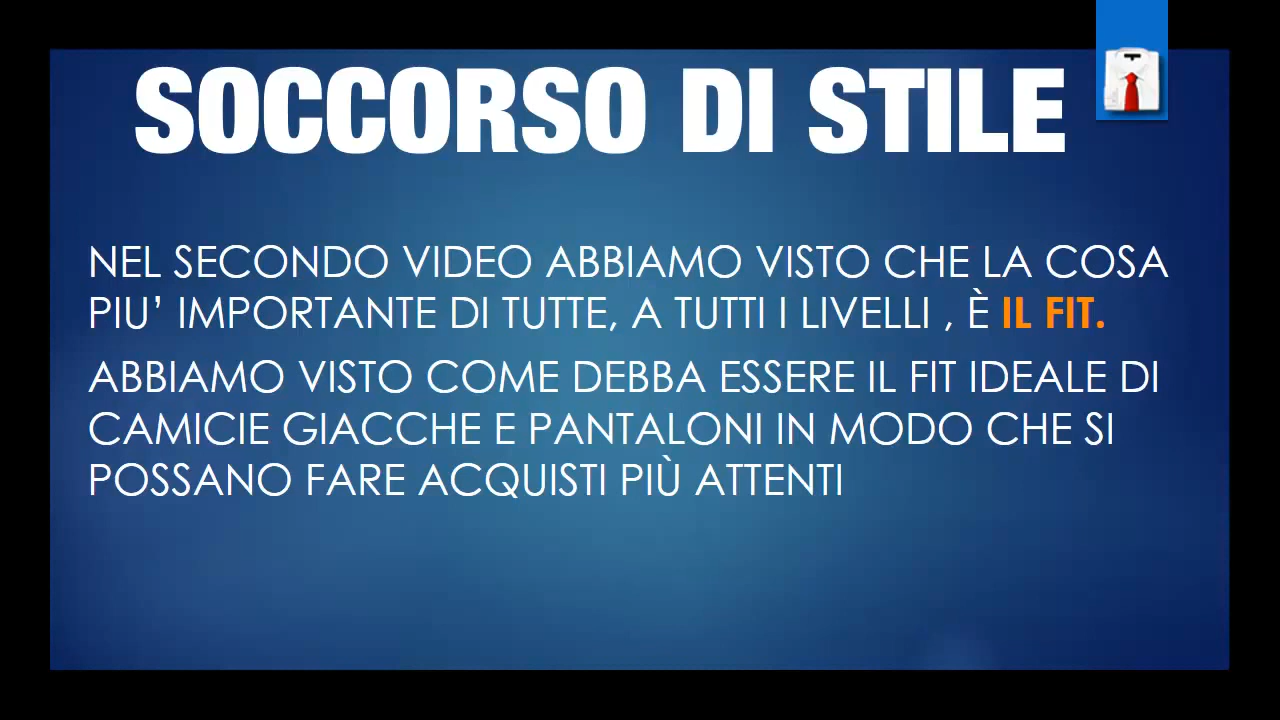 SOCCORSO DI STILE
NEL SECONDO VIDEO ABBIAMO VISTO CHE LA COSA
PIU’ IMPORTANTE DI TUTTE, A TUTTI I LIVELLI , È IL FIT.
ABBIAMO VISTO COME DEBBA ESSERE IL FIT IDEALE DI
CAMICIE GIACCHE E PANTALONI IN MODO CHE SI
POSSANO FARE ACQUISTI PIÙ ATTENTI